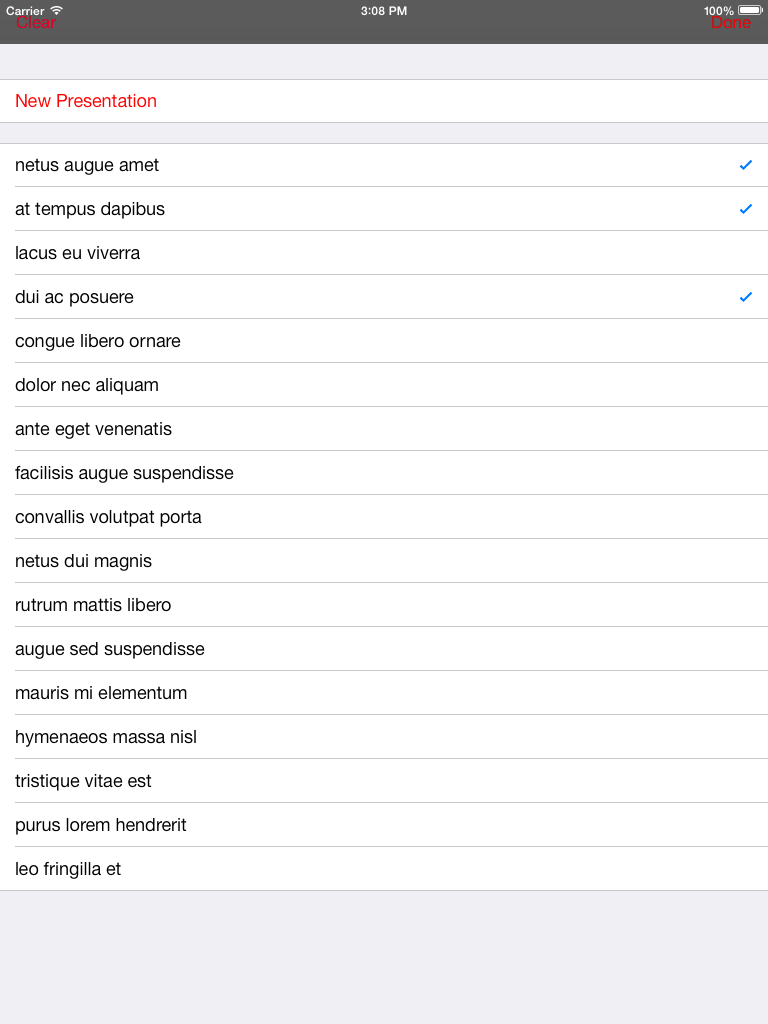 Carrier 3:08 PM 100%
Clear Done
New Presentation
netus augue amet
at tempus dapibus
lacus eu viverra
dui ac posuere
congue libero ornare
dolor nec aliquam
ante eget venenatis
facilisis augue suspendisse
convallis volutpat porta
netus dui magnis
rutrum mattis libero
augue sed suspendisse
mauris mi elementum
hymenaeos massa nisl
tristique vitae est
purus lorem hendrerit
leo fringilla et